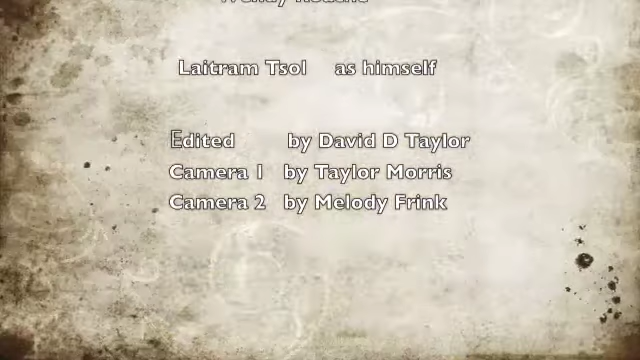 Laitram Tsol as himself
Edited by David D Taylor
Camera 1 by Taylor Morris
Camera 2 by Melody Frink